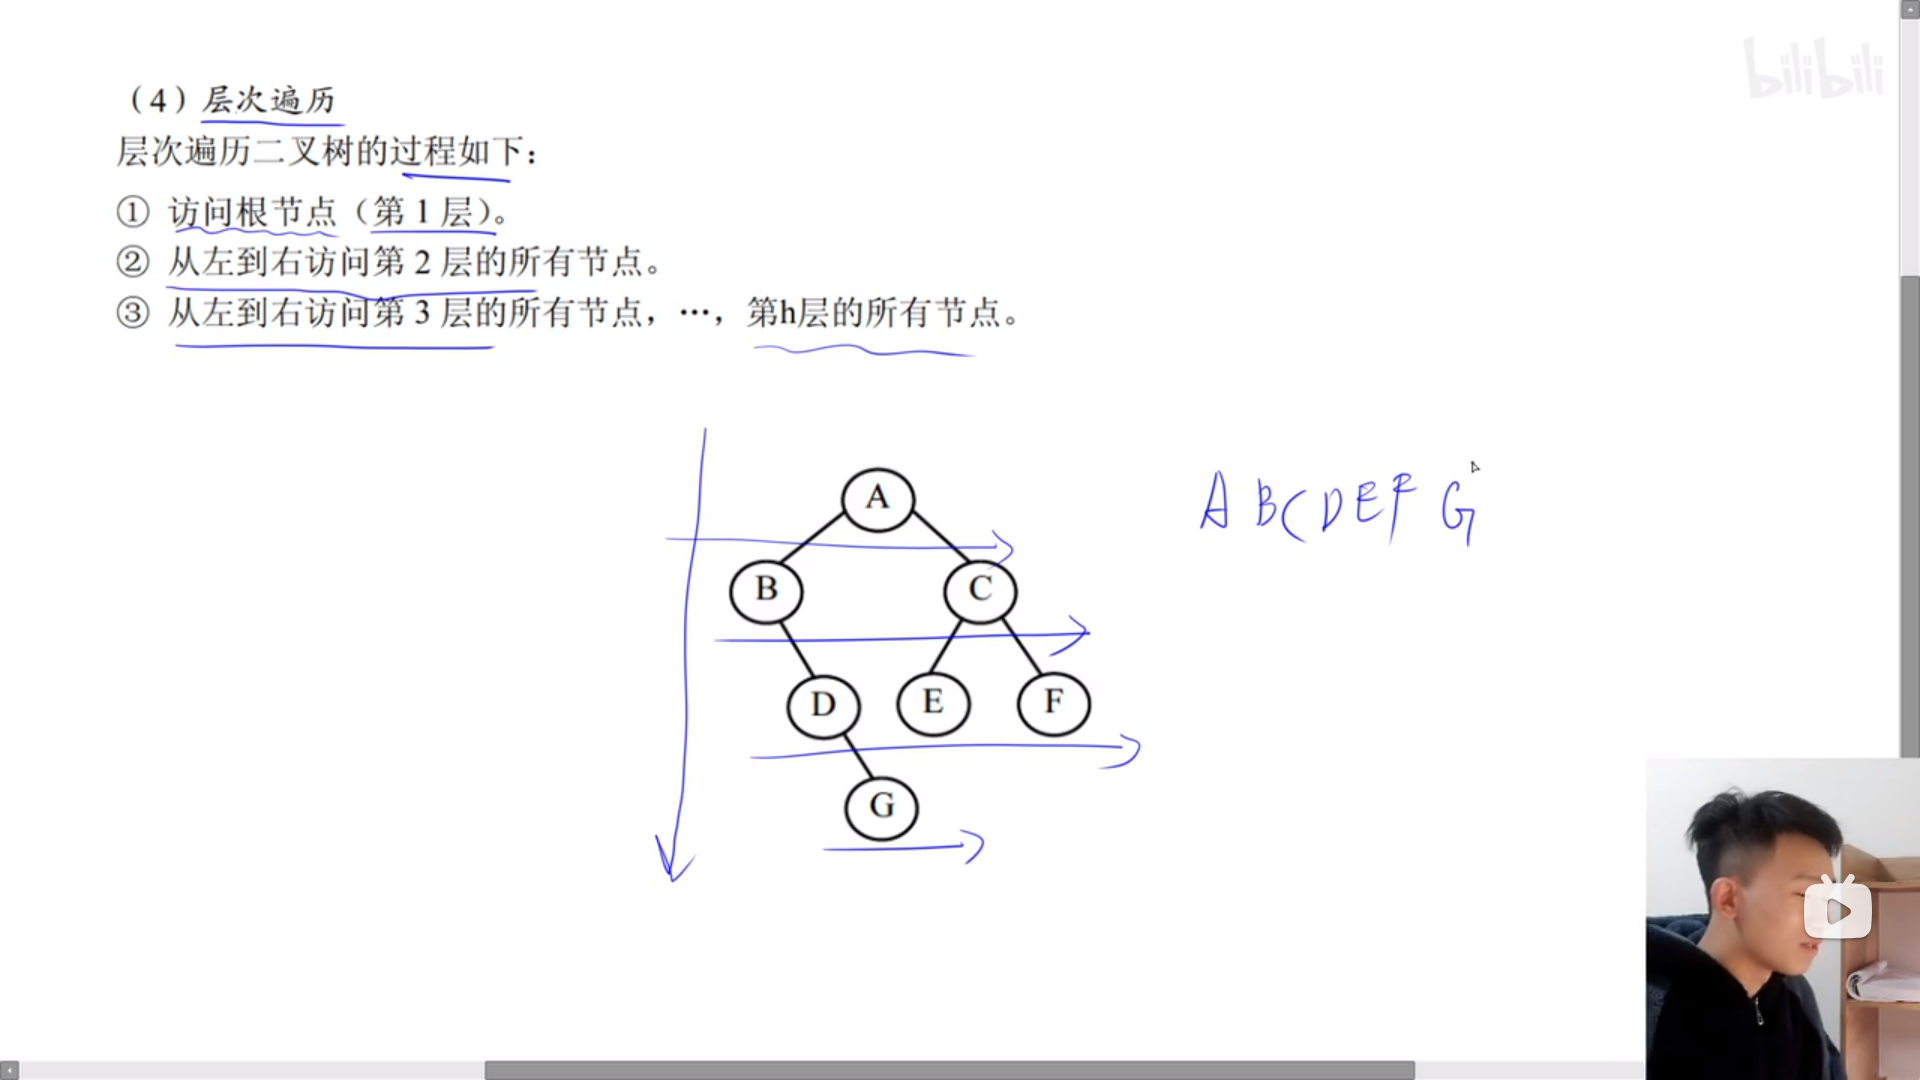 bilibili
（4）层次遍历
层次遍历二叉树的过程如下：
① 访问根节点（第 1 层）。
② 从左到右访问第 2 层的所有节点。
③ 从左到右访问第 3 层的所有节点，…，第h层的所有节点。
A
A B C D E F G
B
C
D
E
F
G